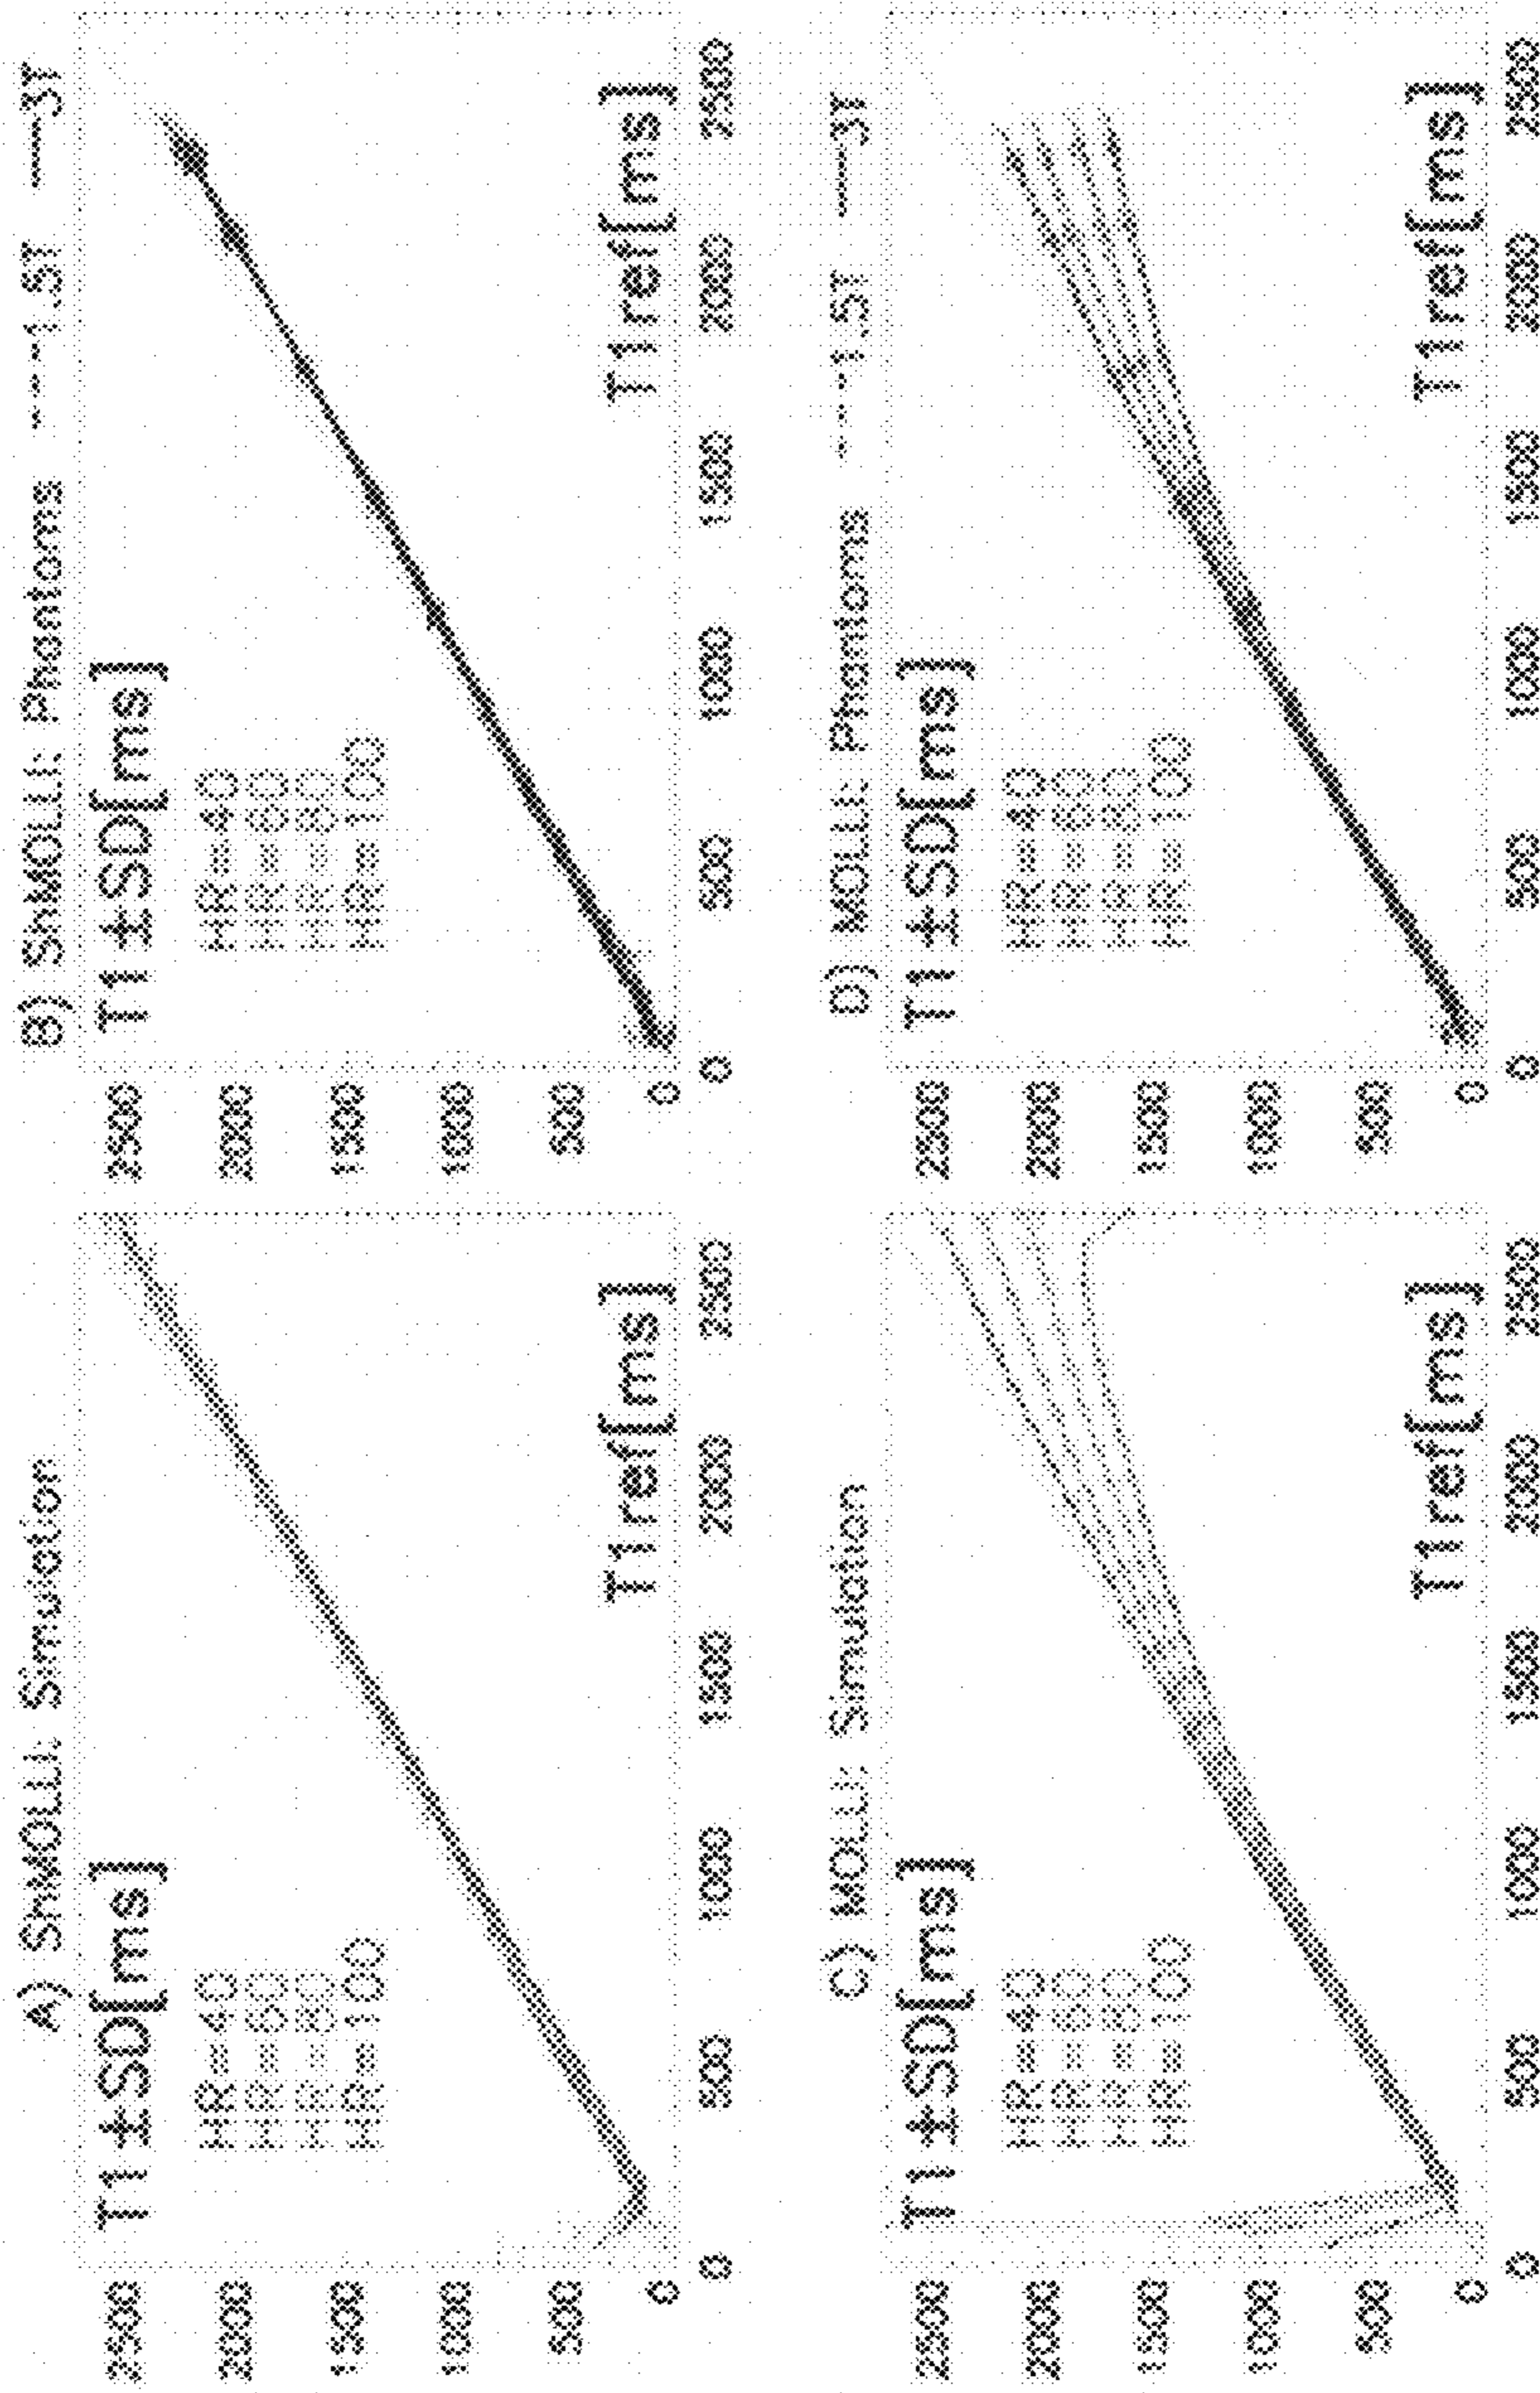 A) ShMOLLI: Simulation
T1±SD[ms]
HR=40
HR=60
HR=80
HR=100
2500
2000
1500
1000
500
0
T1ref[ms]
0 500 1000 1500 2000 2500
B) ShMOLLI: Phantoms ----1.5T —3T
T1±SD[ms]
HR=40
HR=60
HR=80
HR=100
2500
2000
1500
1000
500
0
T1ref[ms]
0 500 1000 1500 2000 2500
C) MOLLI: Simulation
T1±SD[ms]
HR=40
HR=60
HR=80
HR=100
2500
2000
1500
1000
500
0
T1ref[ms]
0 500 1000 1500 2000 2500
D) MOLLI: Phantoms ----1.5T —3T
T1±SD[ms]
HR=40
HR=60
HR=80
HR=100
2500
2000
1500
1000
500
0
T1ref[ms]
0 500 1000 1500 2000 2500